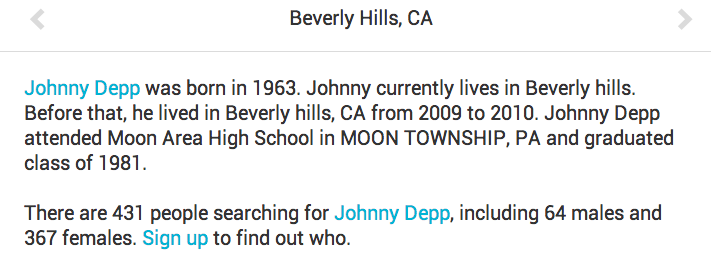 Beverly Hills, CA
Johnny Depp was born in 1963. Johnny currently lives in Beverly hills.
Before that, he lived in Beverly hills, CA from 2009 to 2010. Johnny Depp
attended Moon Area High School in MOON TOWNSHIP, PA and graduated
class of 1981.
There are 431 people searching for Johnny Depp, including 64 males and
367 females. Sign up to find out who.